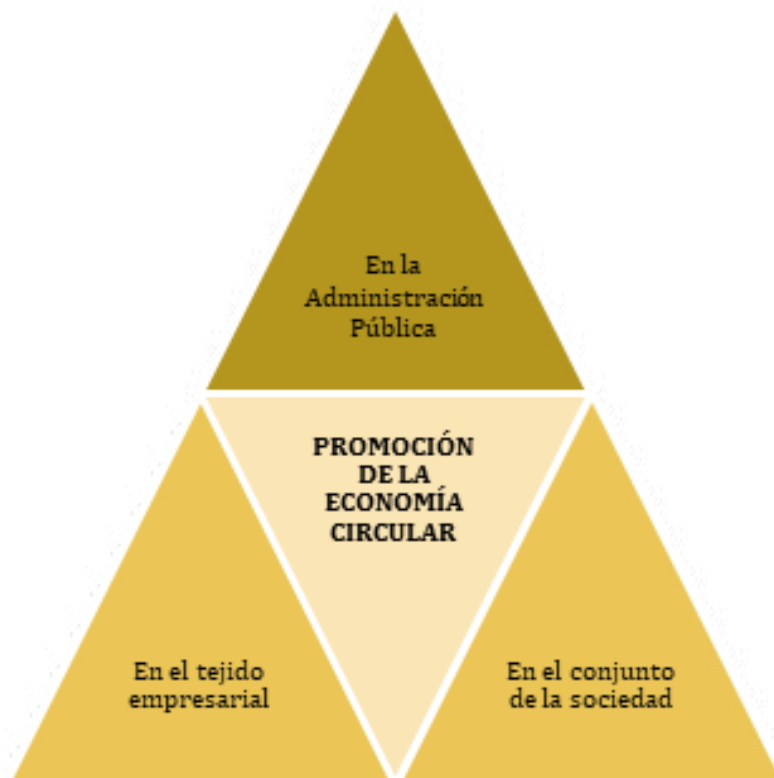 En la
Administración
Pública
PROMOCIÓN
DE LA
ECONOMÍA
CIRCULAR
En el tejido
empresarial
En el conjunto
de la sociedad